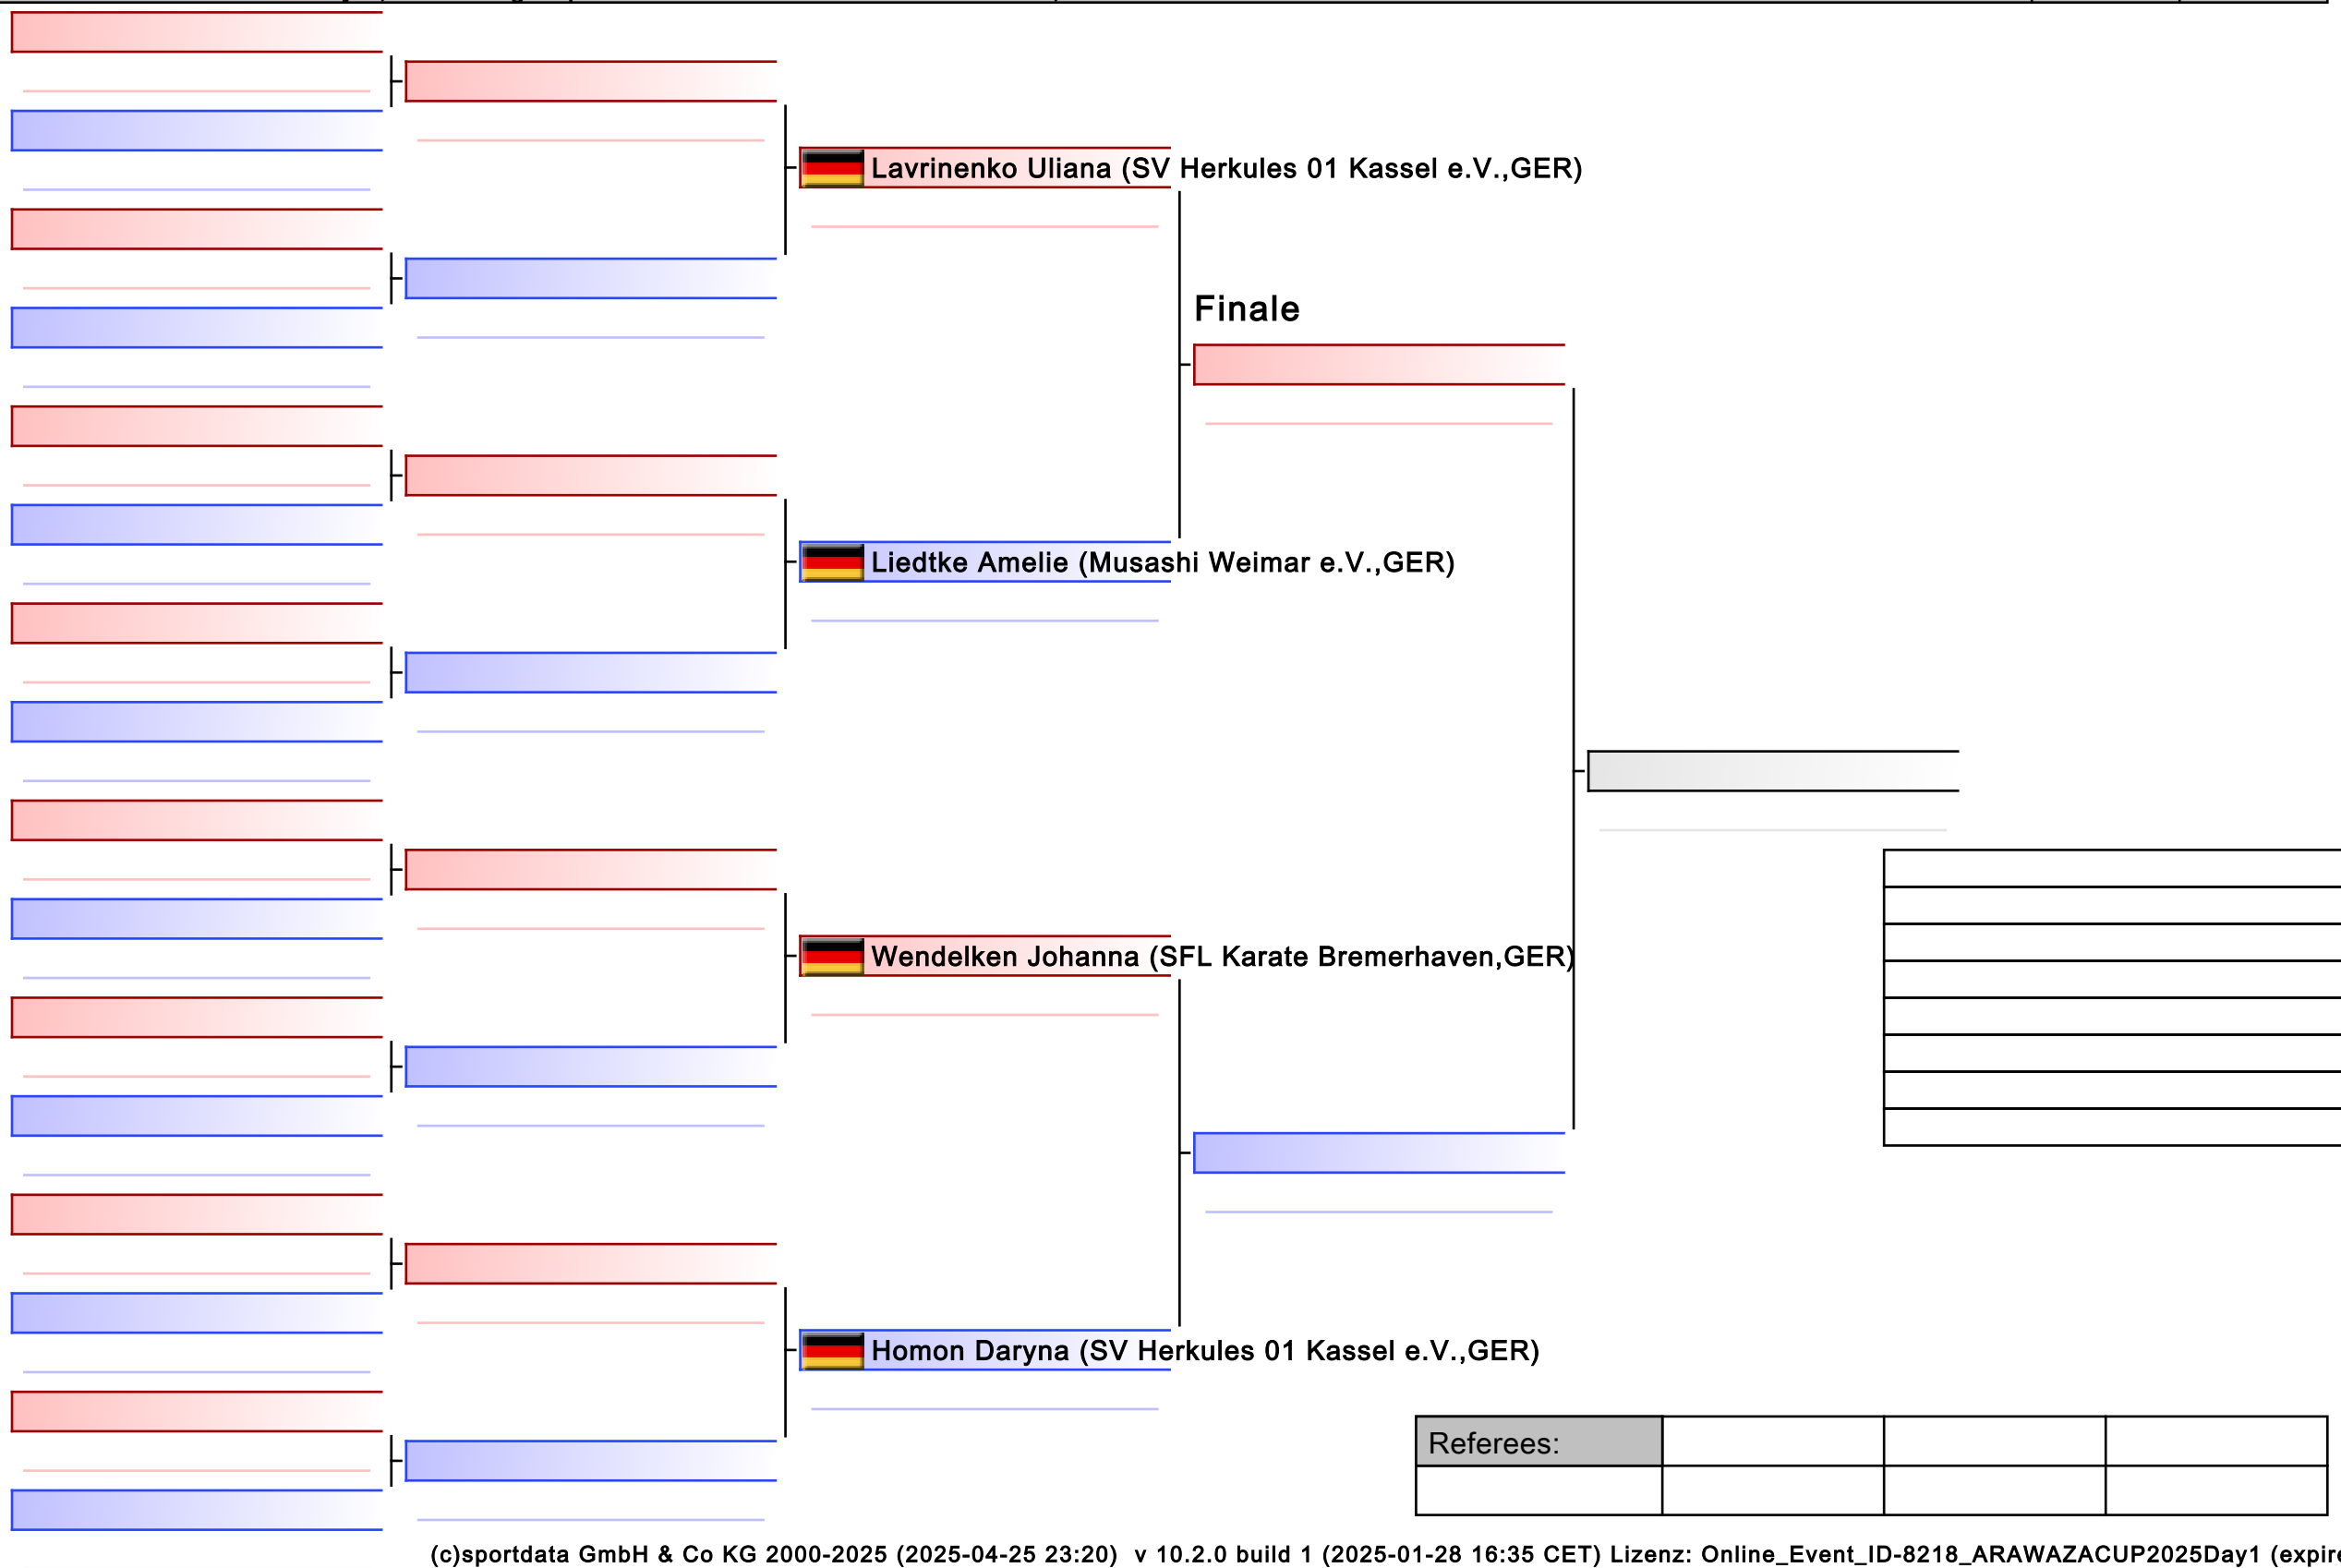 Lavrinenko Uliana (SV Herkules 01 Kassel e.V.,GER)
Finale
Liedtke Amelie (Musashi Weimar e.V.,GER)
Wendelken Johanna (SFL Karate Bremerhaven,GER)
Homon Daryna (SV Herkules 01 Kassel e.V.,GER)
Referees:
(c)sportdata GmbH & Co KG 2000-2025 (2025-04-25 23:20) v 10.2.0 build 1 (2025-01-28 16:35 CET) Lizenz: Online_Event_ID-8218_ARAWAZACUP2025Day1 (expir